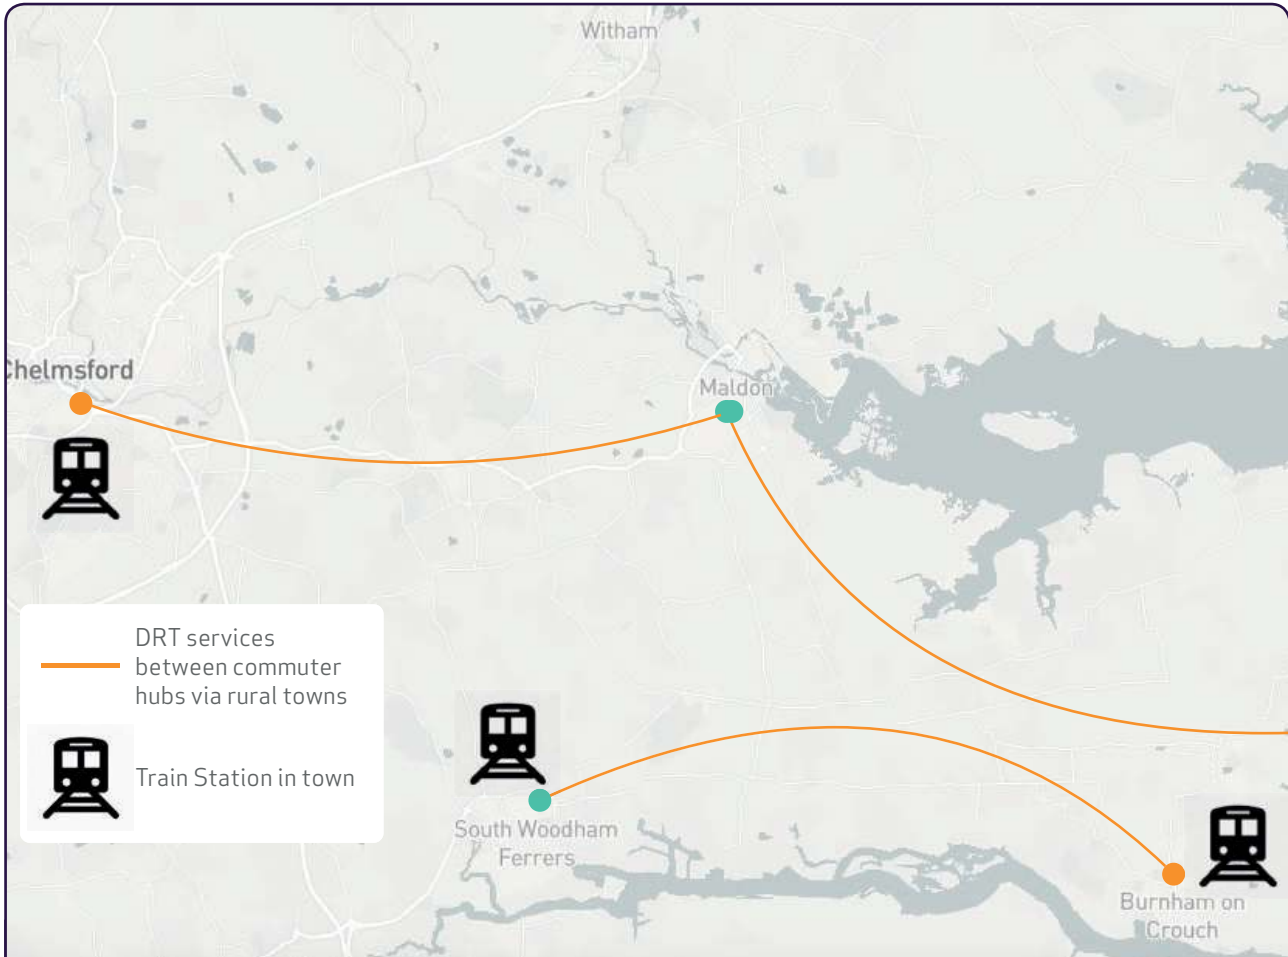 Witham
Chelmsford
Maldon
DRT services
between commuter
hubs via rural towns
Train Station in town
South Woodham
Ferrers
Burnham on
Crouch